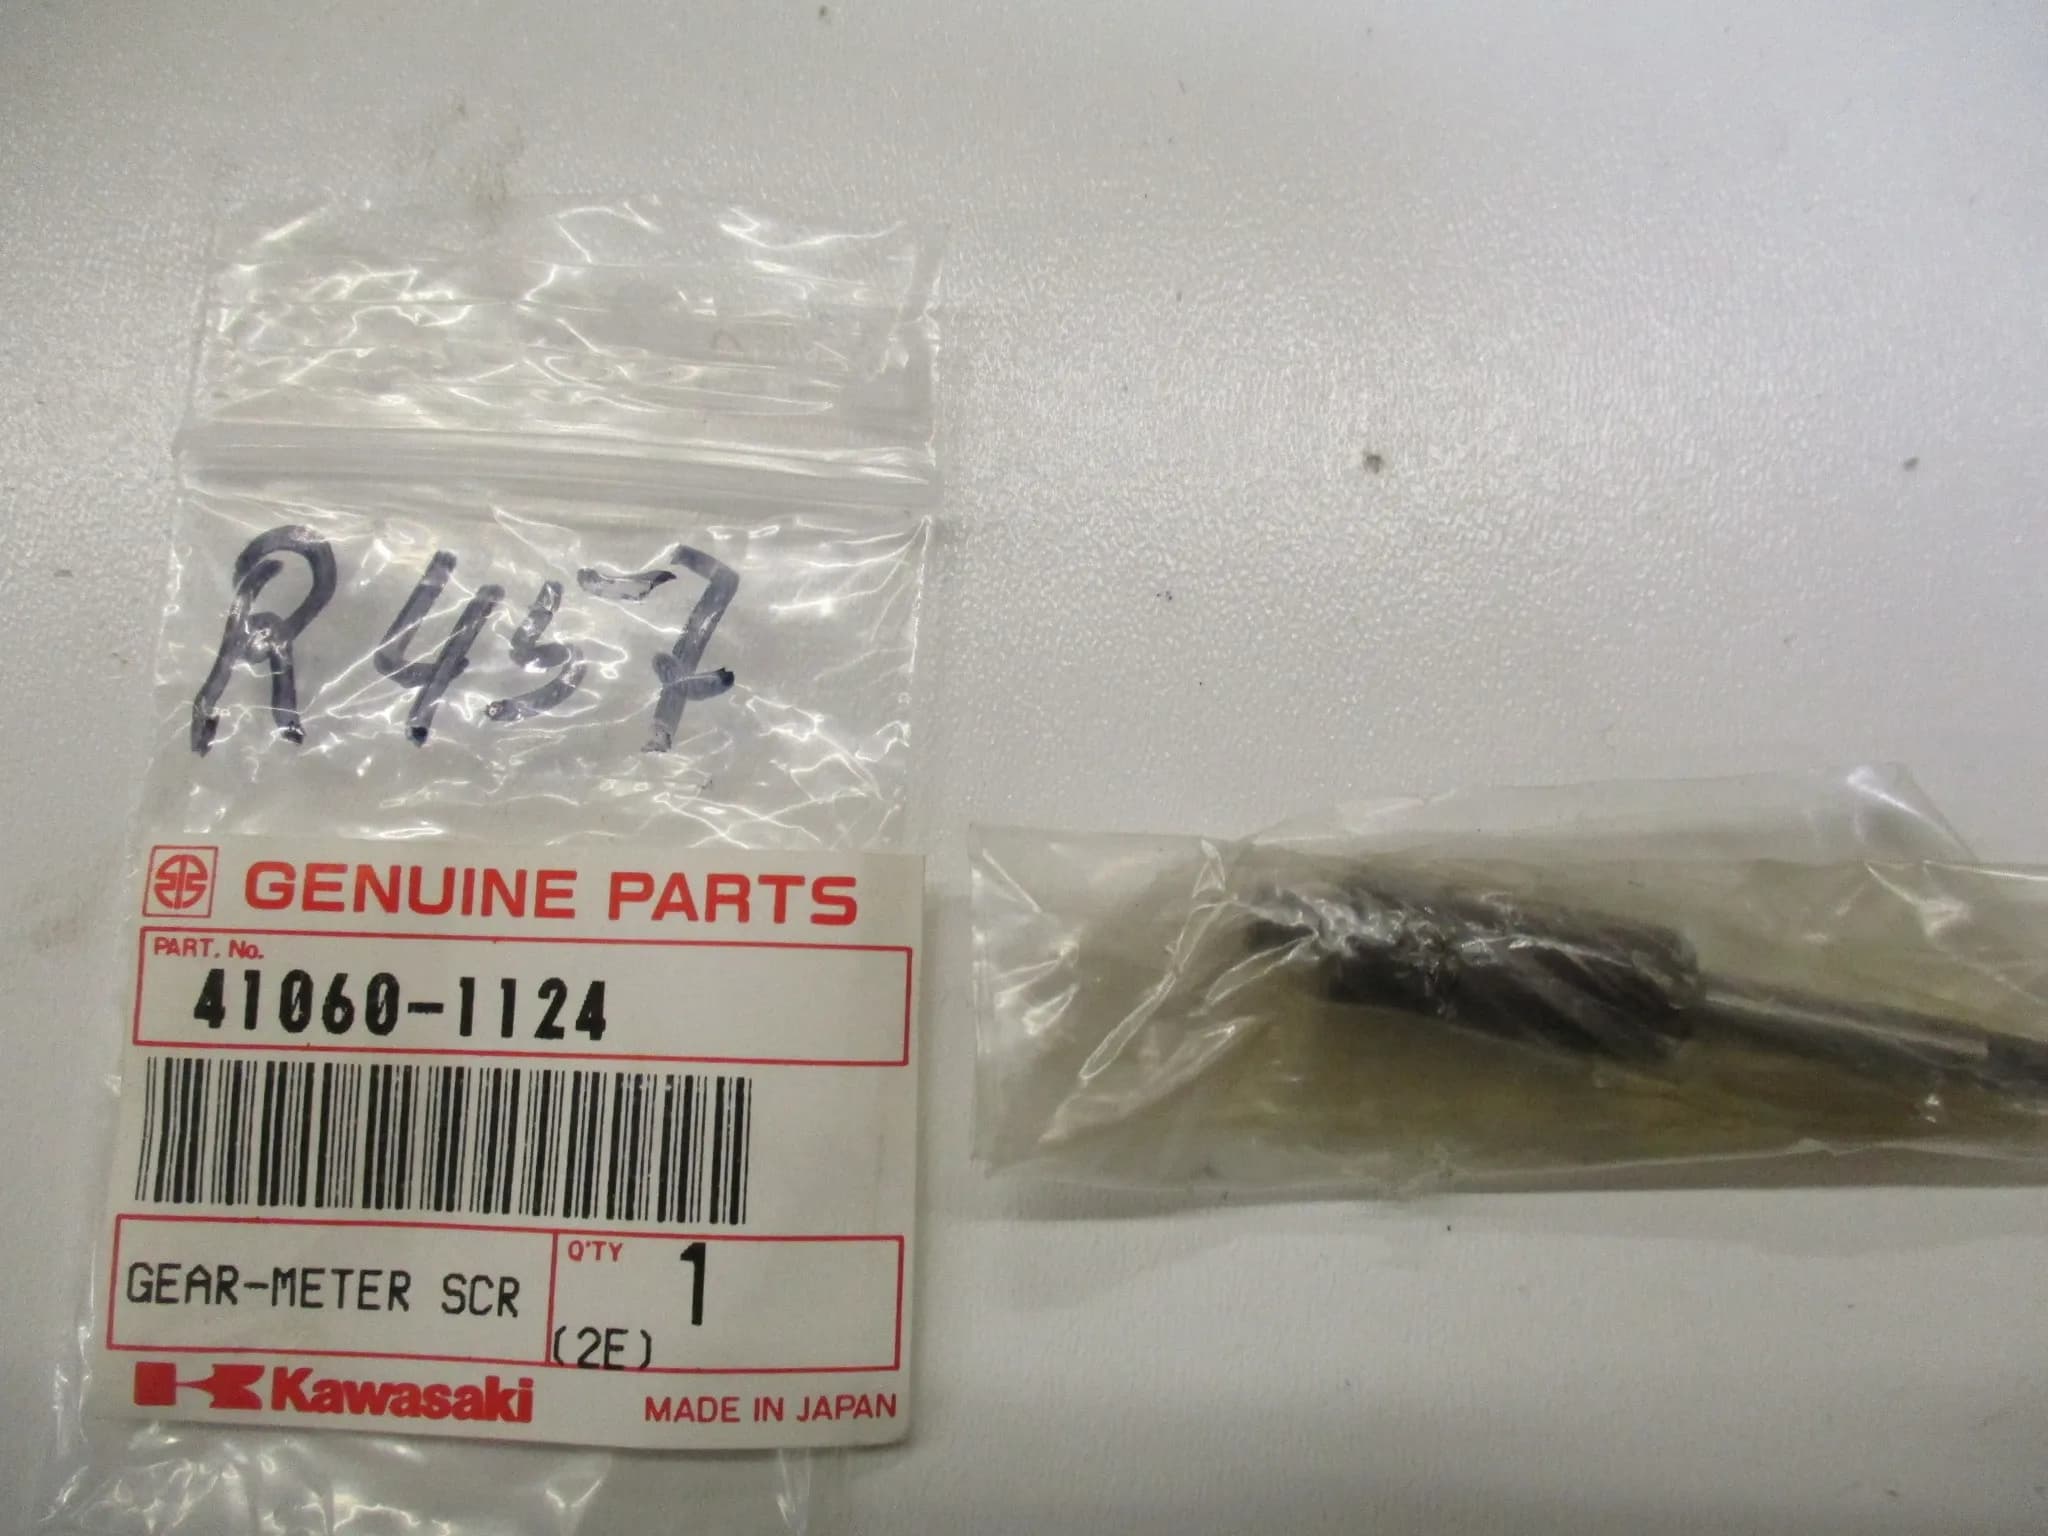 R457
GENUINE PARTS
PART. No.
41060-1124
GEAR-METER SCR
Q'TY
1
(2E)
Kawasaki
MADE IN JAPAN